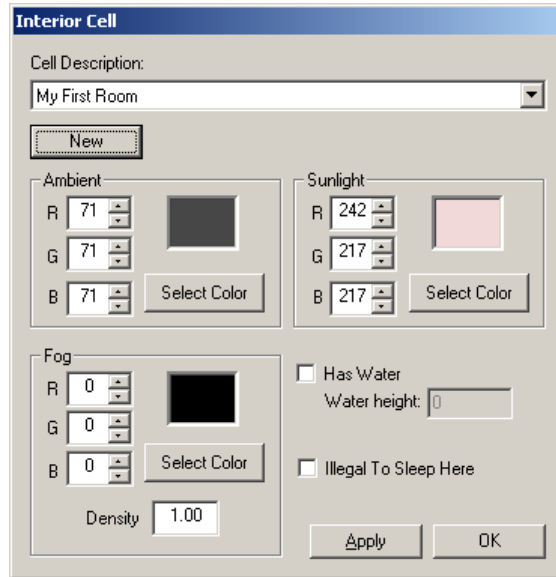 Interior Cell
Cell Description:
My First Room
New
Ambient
R 71
G 71
B 71
Select Color
Sunlight
R 242
G 217
B 217
Select Color
Fog
R 0
G 0
B 0
Select Color
Density 1.00
Has Water
Water height: 0
Illegal To Sleep Here
Apply
OK